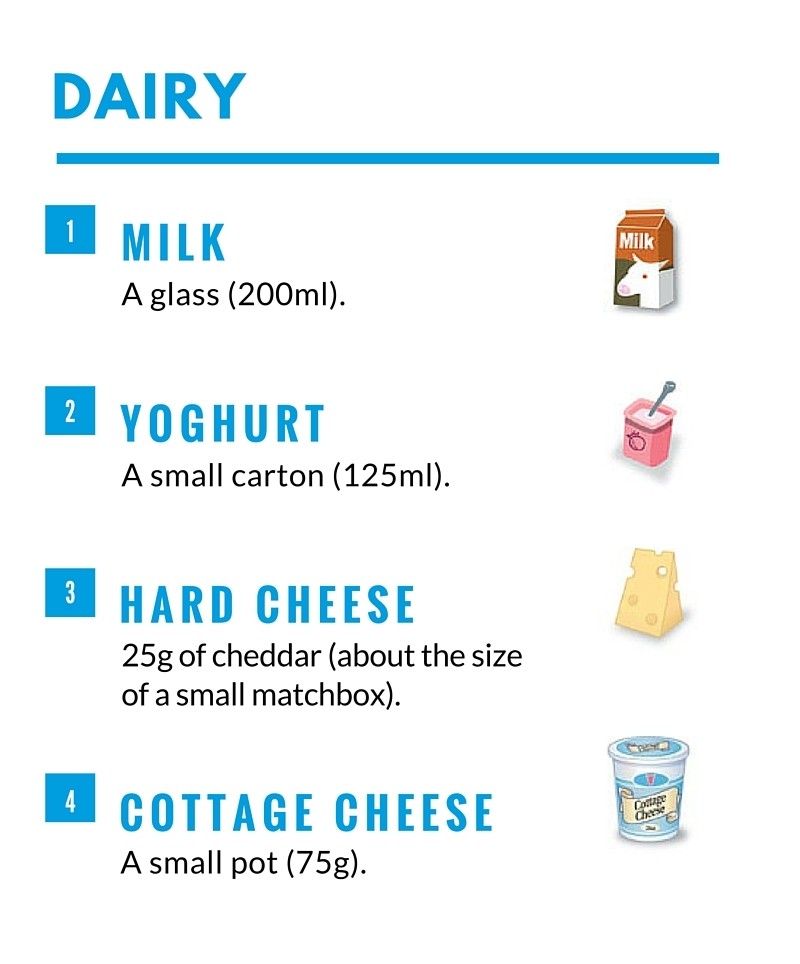 DAIRY
1
MILK
A glass (200ml).
Milk
2
YOGHURT
A small carton (125ml).
3
HARD CHEESE
25g of cheddar (about the size
of a small matchbox).
4
COTTAGE CHEESE
A small pot (75g).
Cottage
Cheese